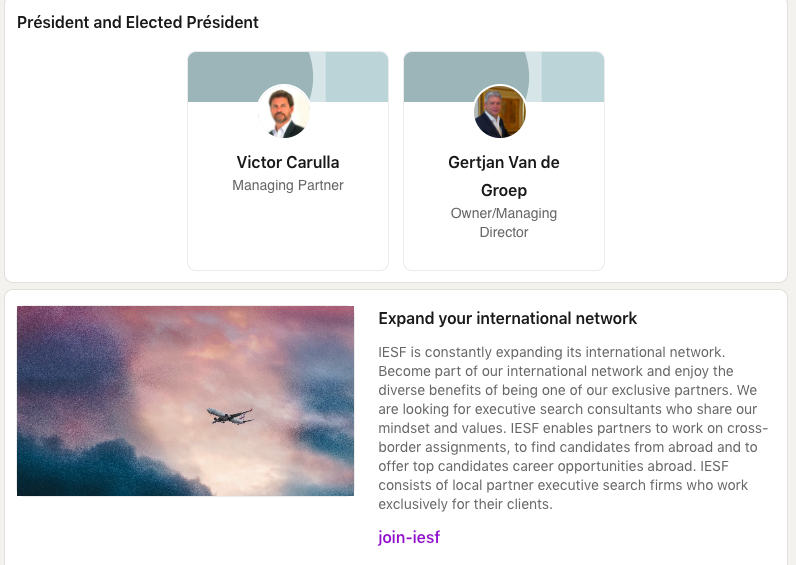 Président and Elected Président
Victor Carulla
Managing Partner
Gertjan Van de
Groep
Owner/Managing
Director
Expand your international network
IESF is constantly expanding its international network.
Become part of our international network and enjoy the
diverse benefits of being one of our exclusive partners. We
are looking for executive search consultants who share our
mindset and values. IESF enables partners to work on cross-
border assignments, to find candidates from abroad and to
offer top candidates career opportunities abroad. IESF
consists of local partner executive search firms who work
exclusively for their clients.
join-iesf